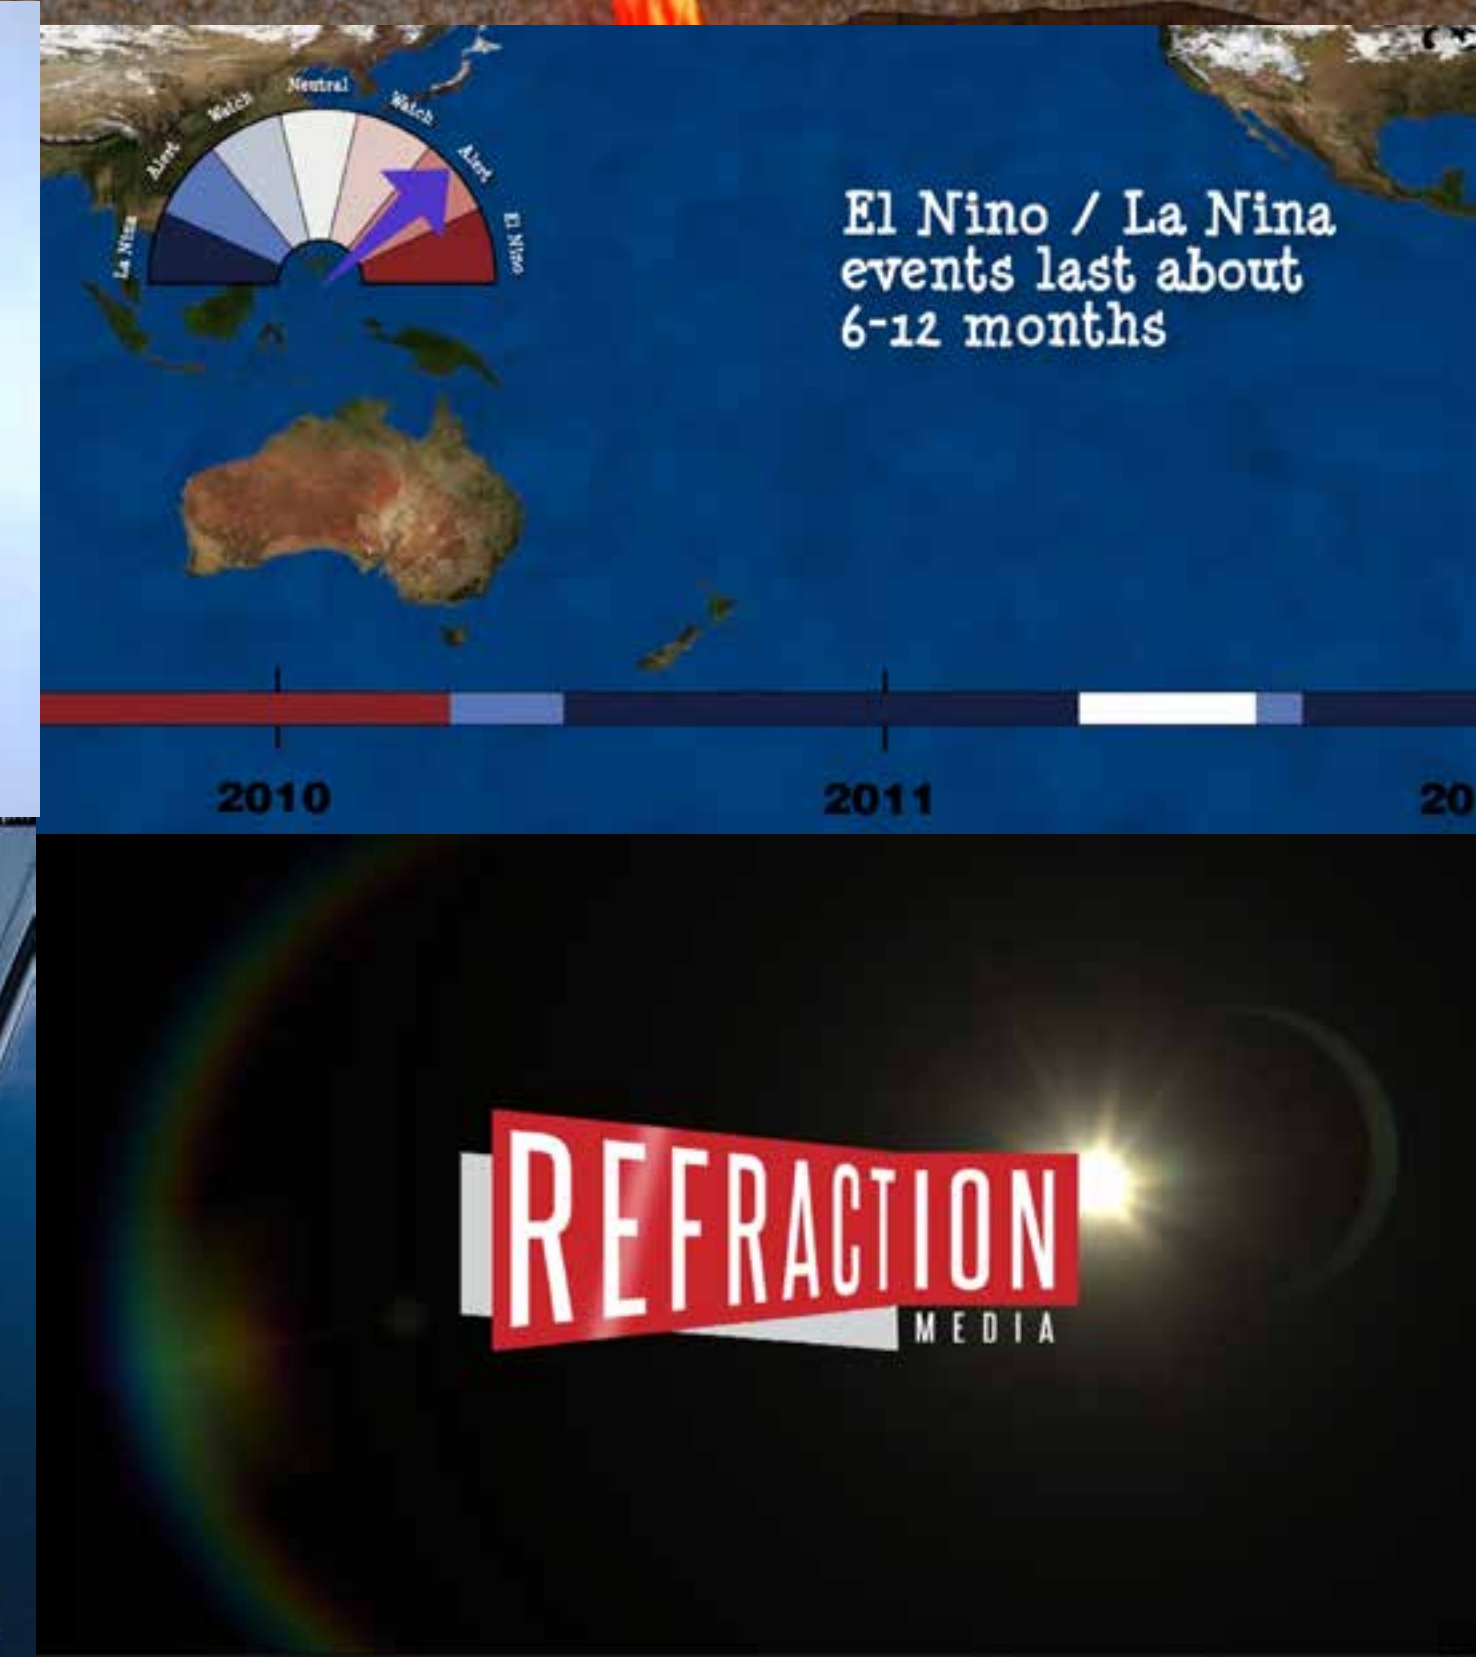 Neutral
Watch
Watch
Alert
Alert
La Nina
El Nino
El Nino / La Nina
events last about
6-12 months
2010
2011
20
REFRACTION
MEDIA